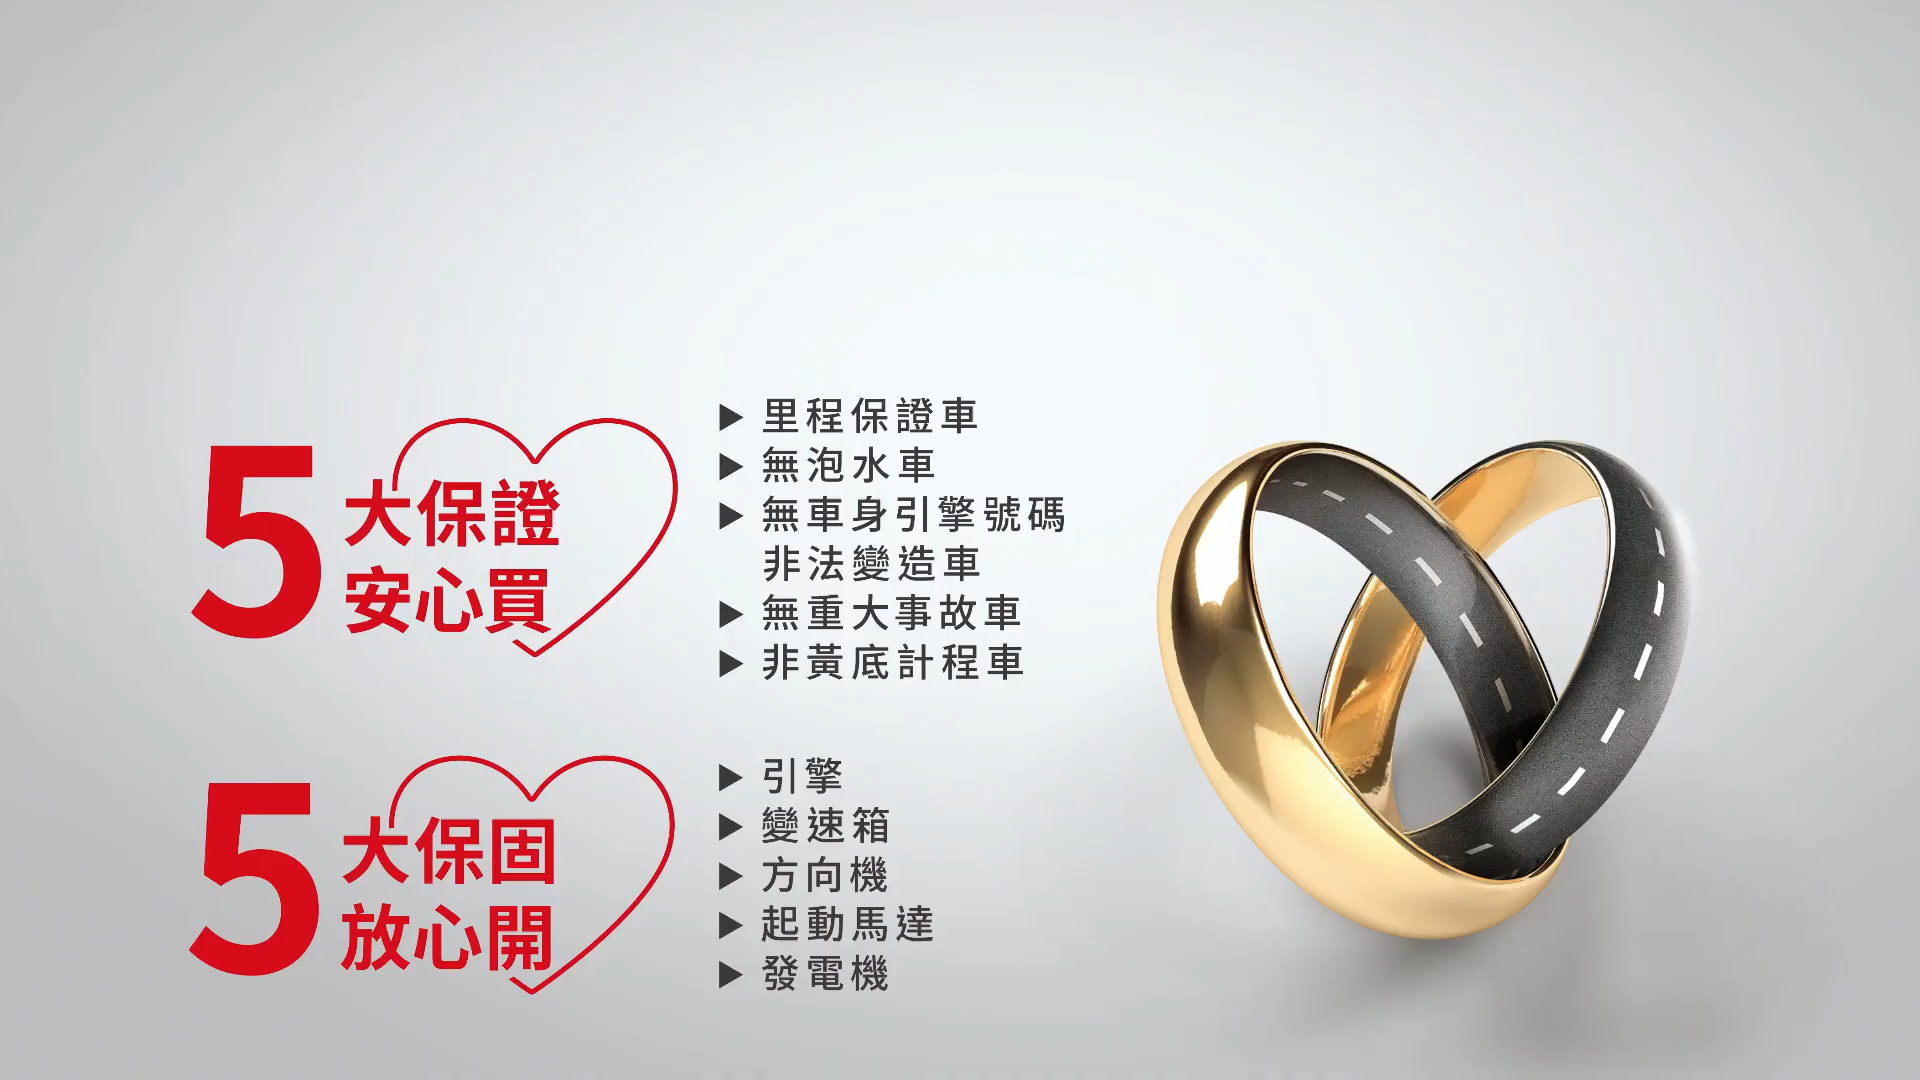 5大保證
安心買
▶ 里程保證車
▶ 無泡水車
▶ 無車身引擎號碼
非法變造車
▶ 無重大事故車
▶ 非黃底計程車
5大保固
放心開
▶ 引擎
▶ 變速箱
▶ 方向機
▶ 起動馬達
▶ 發電機